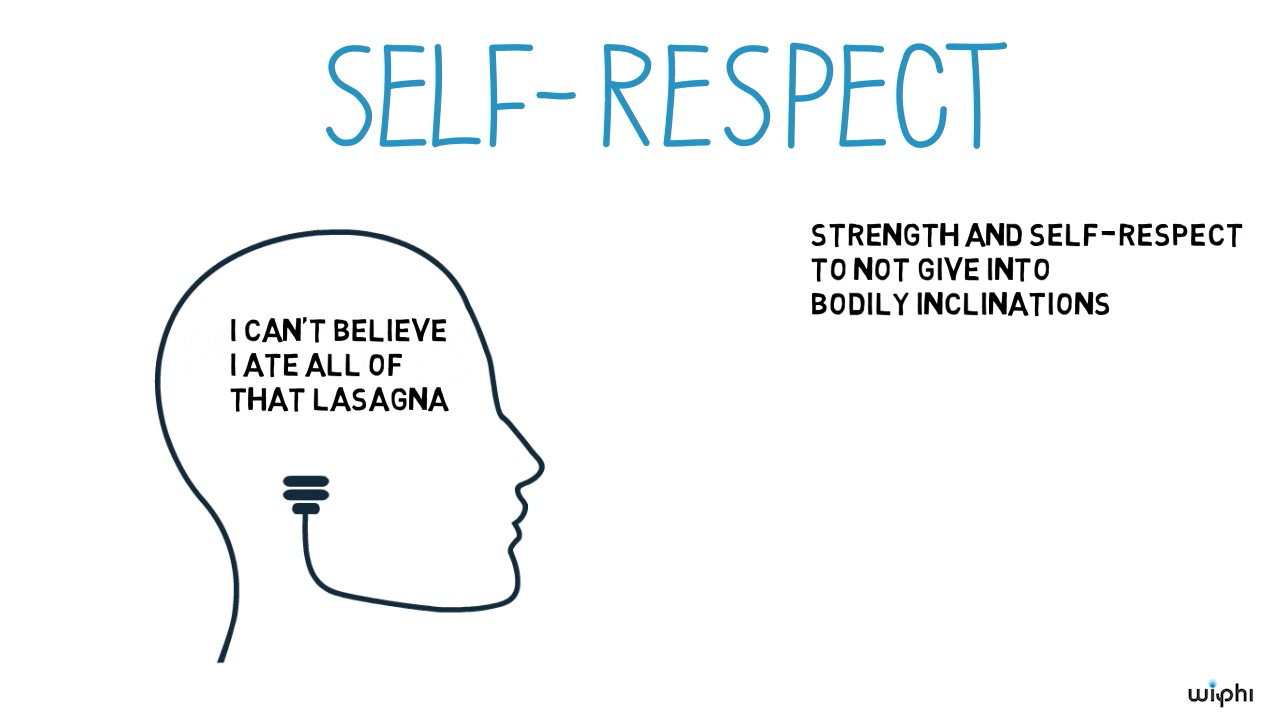 SELF-RESPECT
STRENGTH AND SELF-RESPECT
TO NOT GIVE INTO
BODILY INCLINATIONS
I CAN'T BELIEVE
I ATE ALL OF
THAT LASAGNA
wiphi